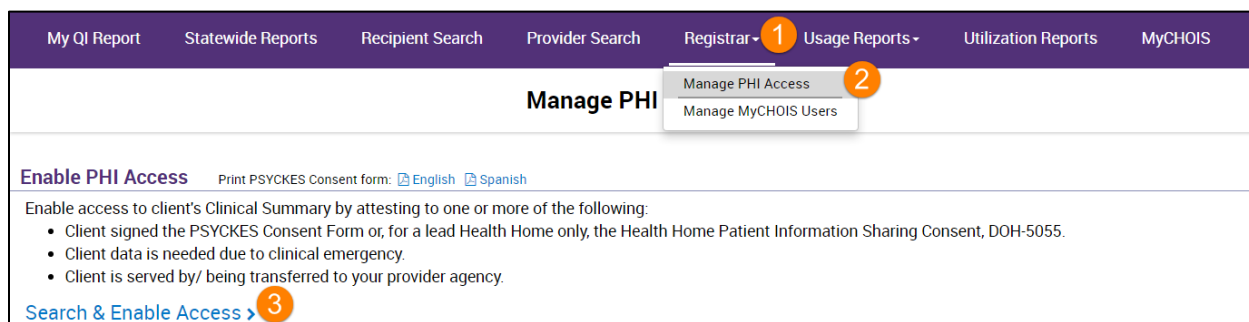 My QI Report Statewide Reports Recipient Search Provider Search Registrar 1 Usage Reports Utilization Reports MyCHOIS
Manage PHI Access 2
Manage PHI
Manage MyCHOIS Users
Enable PHI Access Print PSYCKES Consent form: English Spanish
Enable access to client's Clinical Summary by attesting to one or more of the following:
• Client signed the PSYCKES Consent Form or, for a lead Health Home only, the Health Home Patient Information Sharing Consent, DOH-5055.
• Client data is needed due to clinical emergency.
• Client is served by/ being transferred to your provider agency.
Search & Enable Access > 3